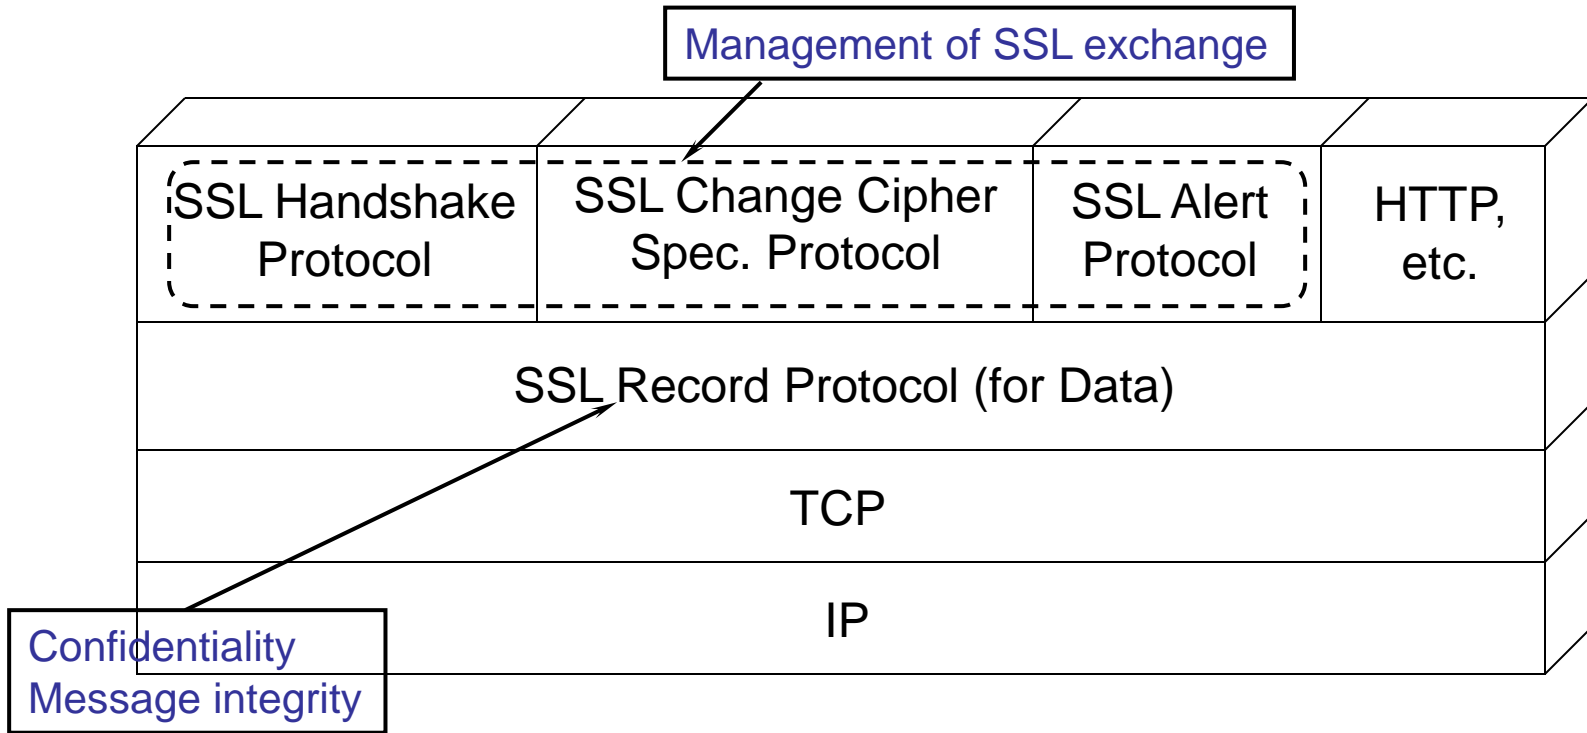 Management of SSL exchange
SSL Handshake
Protocol
SSL Change Cipher
Spec. Protocol
SSL Alert
Protocol
HTTP,
etc.
SSL Record Protocol (for Data)
TCP
IP
Confidentiality
Message integrity